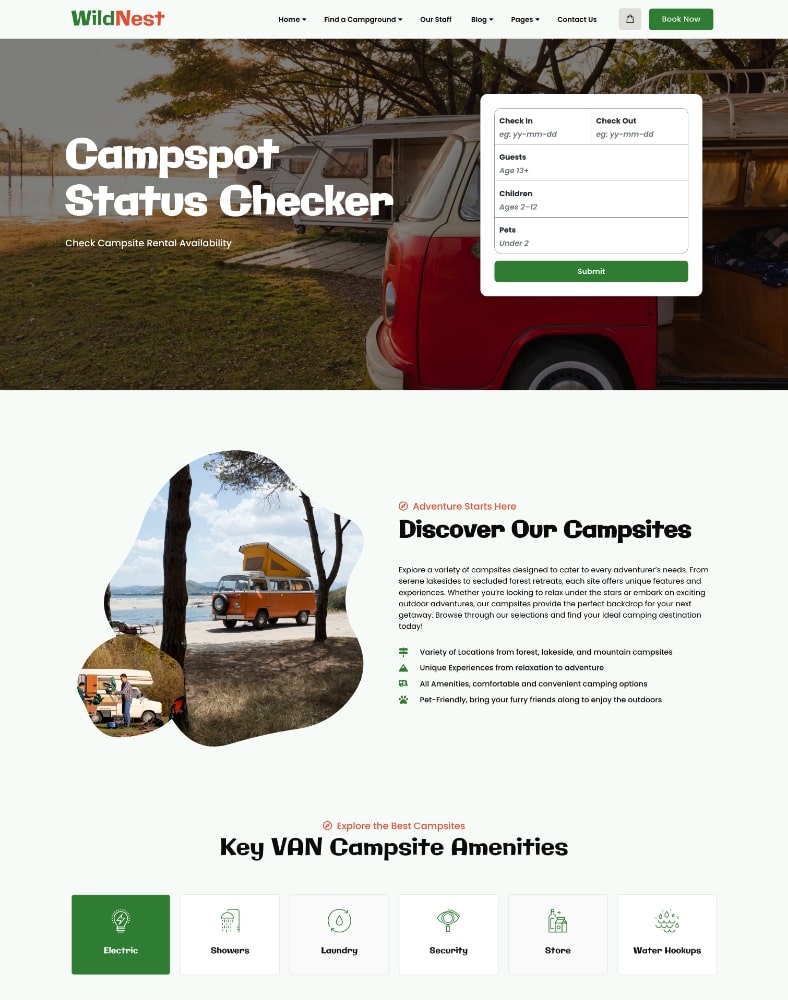 WildNest
Home
Find a Campground
Our Staff
Blog
Pages
Contact Us
Book Now
Campspot
Status Checker
Check Campsite Rental Availability
Check In
eg: yy-mm-dd
Check Out
eg: yy-mm-dd
Guests
Age 13+
Children
Ages 2–12
Pets
Under 2
Submit
Adventure Starts Here
Discover Our Campsites
Explore a variety of campsites designed to cater to every adventurer's needs. From
serene lakesides to secluded forest retreats, each site offers unique features and
experiences. Whether you're looking to relax under the stars or embark on exciting
outdoor adventures, our campsites provide the perfect backdrop for your next
getaway. Browse through our selections and find your ideal camping destination
today!
Variety of Locations from forest, lakeside, and mountain campsites
Unique Experiences from relaxation to adventure
All Amenities, comfortable and convenient camping options
Pet-Friendly, bring your furry friends along to enjoy the outdoors
Explore the Best Campsites
Key VAN Campsite Amenities
Electric
Showers
Laundry
Security
Store
Water Hookups